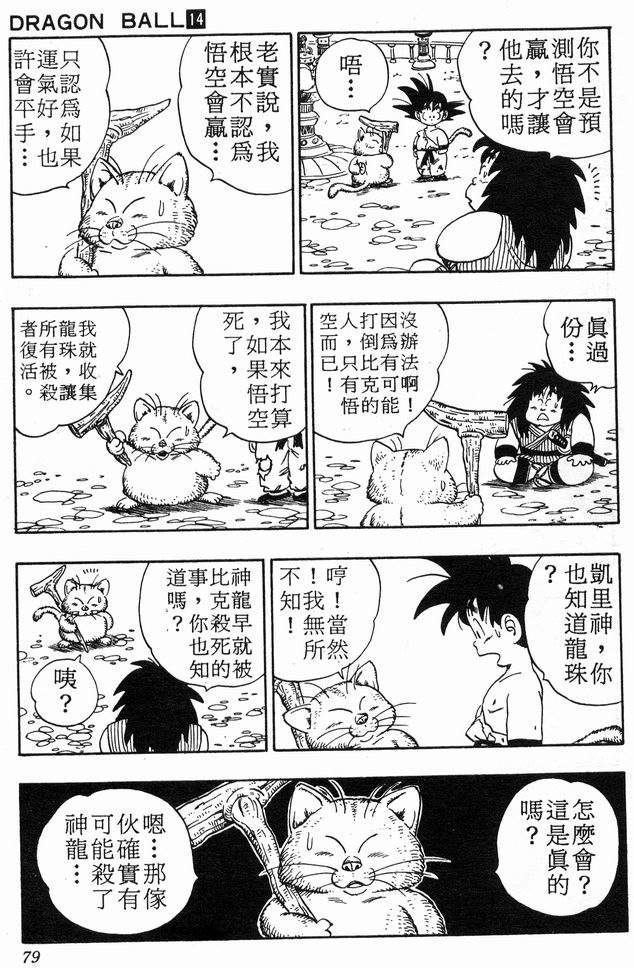 DRAGON BALL 14
你不是預
測悟空會
贏，才讓
他去的嗎
？
唔…
老實說，我
根本不認為
悟空會贏…
只認為如果
運氣好，也
許會平手…
真過
份…
沒辦法啊！
因為有可能
打倒比克的
人，只有悟
空而已！
我本來打算
，如果悟空
死了，
我就收集
龍珠，讓
所有被殺
者復活。
凱里神，你
也知道龍珠
？
哼！當然
！我無所
不知！
神龍早就被
比克殺死的
事，你也知
道嗎？
咦？
怎麼會？
這是真的
嗎？
嗯…那傢
伙確實有
可能殺了
神龍…
79